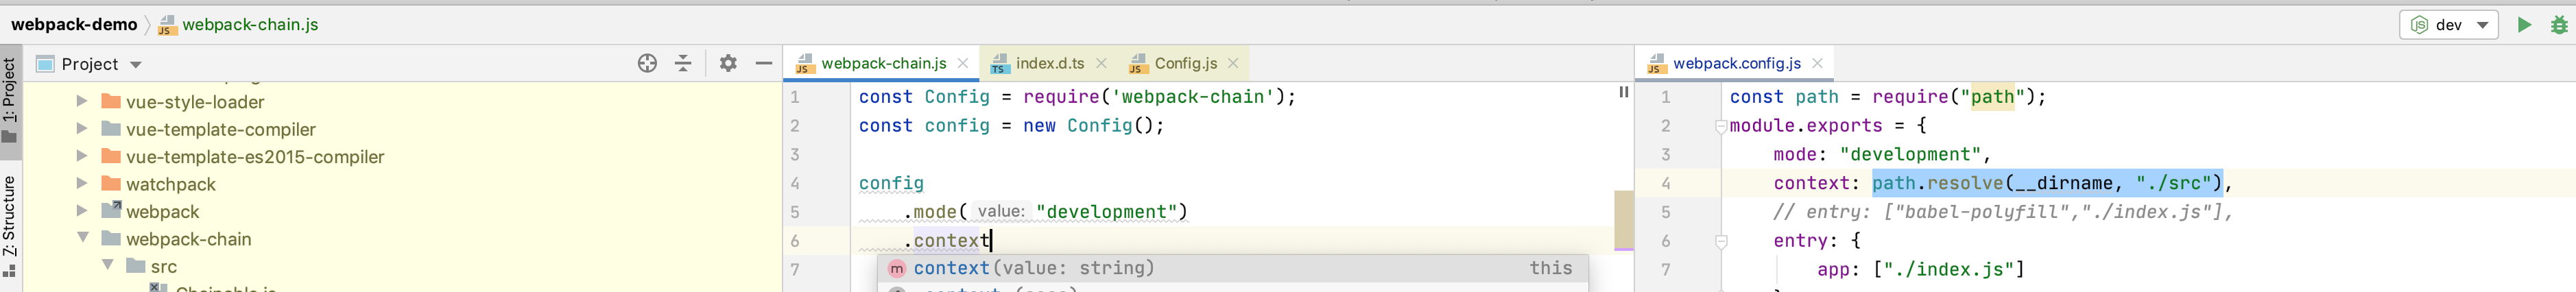 webpack-demo
webpack-chain.js
dev
1: Project
Z: Structure
Project
vue-style-loader
vue-template-compiler
vue-template-es2015-compiler
watchpack
webpack
webpack-chain
src
webpack-chain.js
index.d.ts
Config.js
1 const Config = require('webpack-chain');
2 const config = new Config();
3
4 config
5 .mode( value: "development")
6 .context
7
m context(value: string) this
webpack.config.js
1 const path = require("path");
2 module.exports = {
3 mode: "development",
4 context: path.resolve(__dirname, "./src"),
5 // entry: ["babel-polyfill","./index.js"],
6 entry: {
7 app: ["./index.js"]